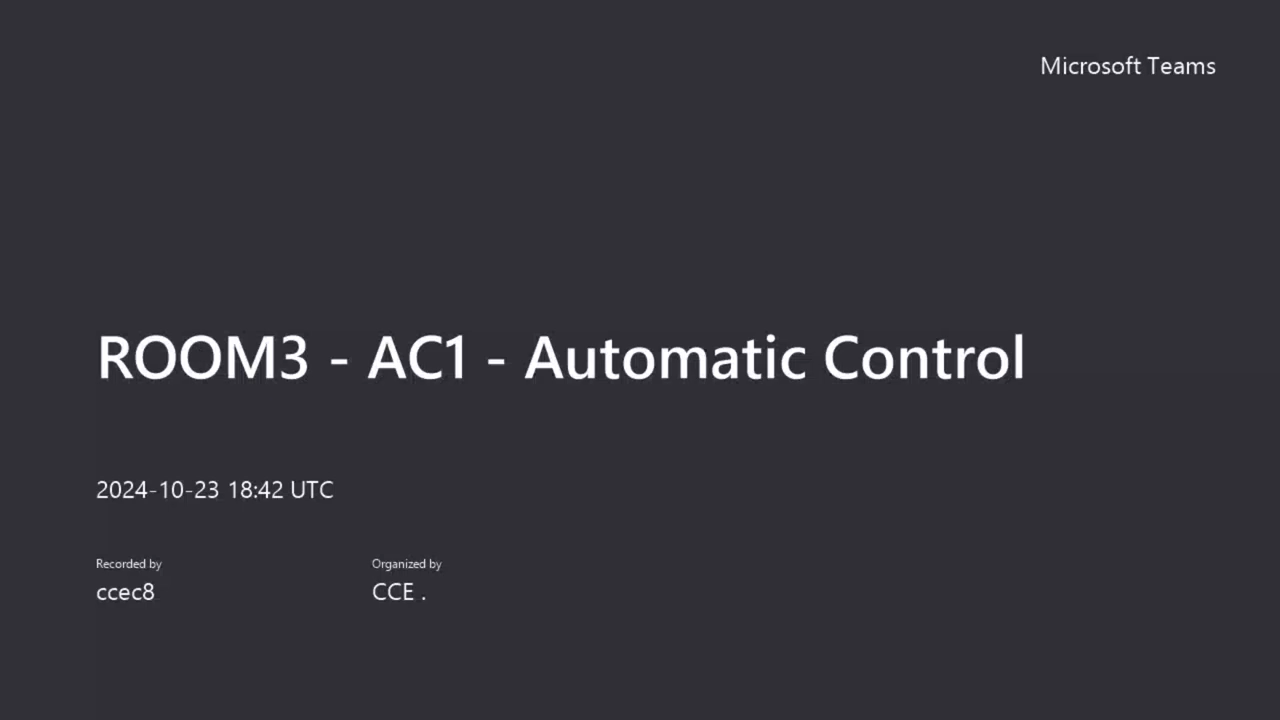 Microsoft Teams
ROOM3 - AC1 - Automatic Control
2024-10-23 18:42 UTC
Recorded by
ccec8
Organized by
CCE .